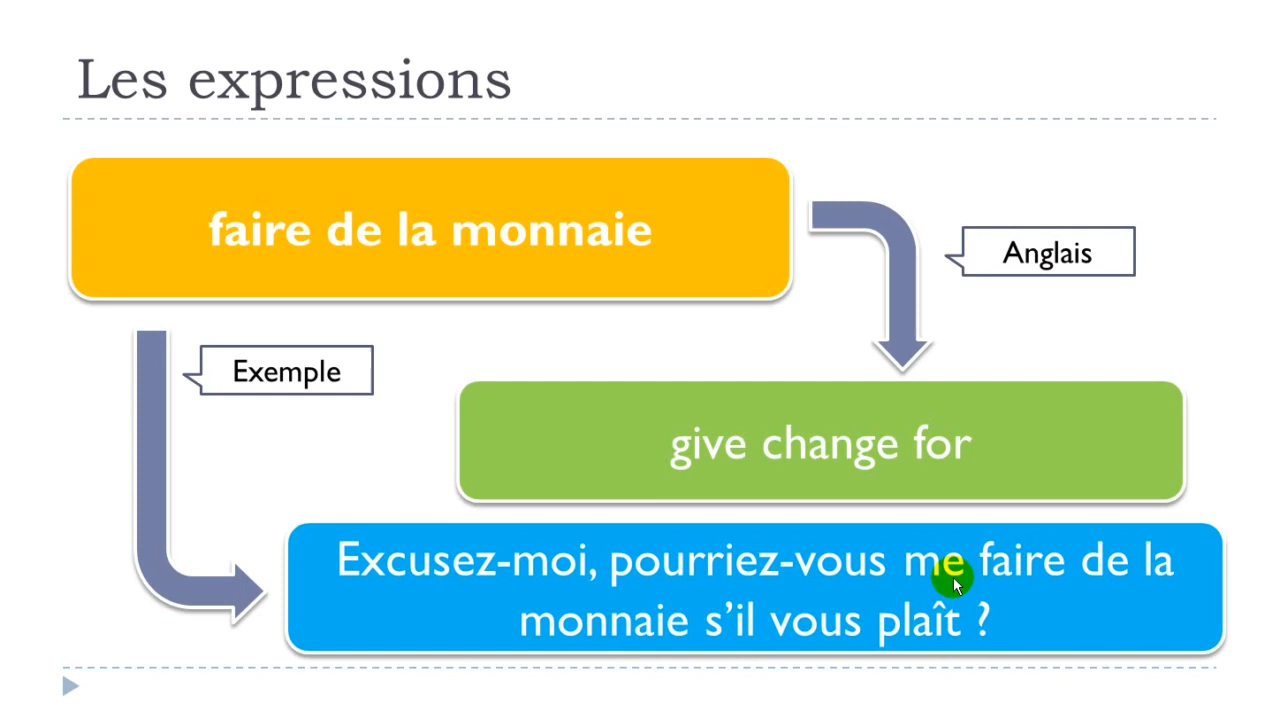 Les expressions
faire de la monnaie
Anglais
Exemple
give change for
Excusez-moi, pourriez-vous me faire de la
monnaie s’il vous plaît ?